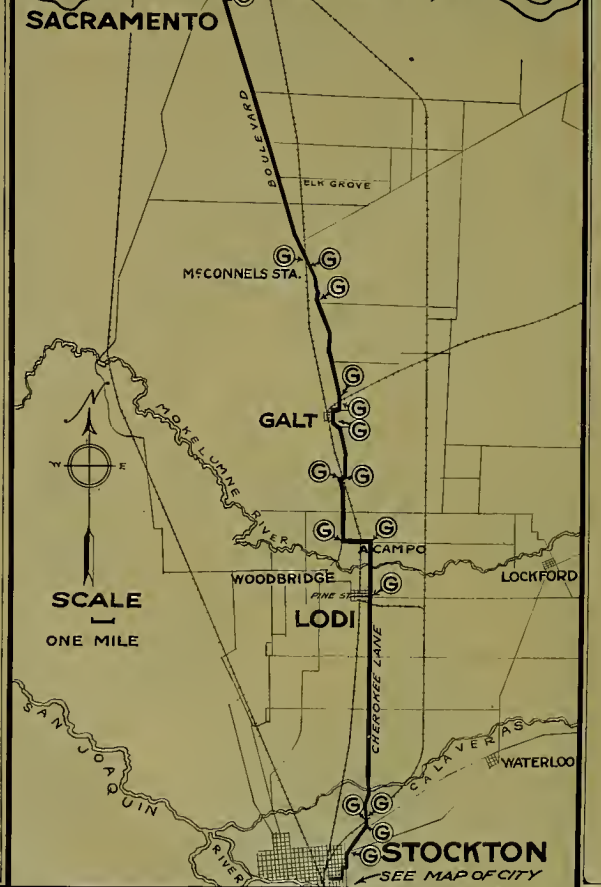 SACRAMENTO
G
BOULEVARD
ELK GROVE
G
G
McCONNELS STA.
G
G
G
GALT
G
MOKELUMNE RIVER
N
W E
G
G
G
G
ACAMPO
WOODBRIDGE
LOCKFORD
G
PINE ST.
LODI
SCALE
ONE MILE
CHEROKEE LANE
SAN JOAQUIN RIVER
CALAVERAS
WATERLOO
G
G
G
G
STOCKTON
SEE MAP OF CITY